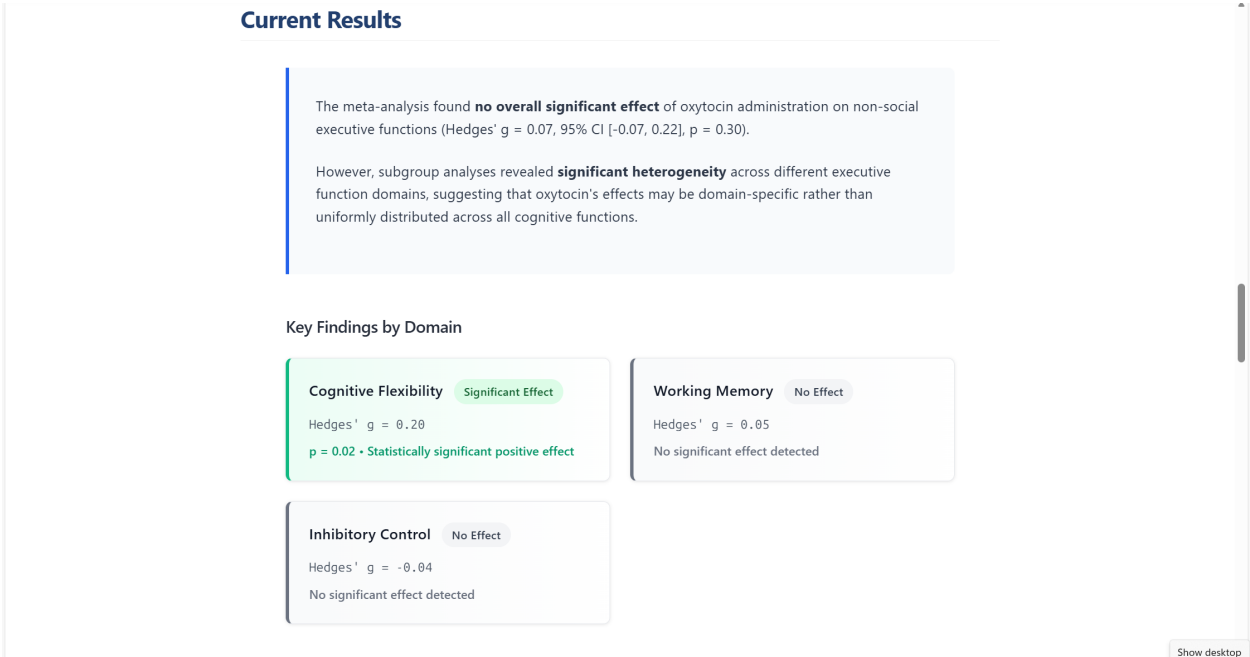 Current Results
The meta-analysis found no overall significant effect of oxytocin administration on non-social
executive functions (Hedges' g = 0.07, 95% CI [-0.07, 0.22], p = 0.30).
However, subgroup analyses revealed significant heterogeneity across different executive
function domains, suggesting that oxytocin's effects may be domain-specific rather than
uniformly distributed across all cognitive functions.
Key Findings by Domain
Cognitive Flexibility Significant Effect
Hedges' g = 0.20
p = 0.02 • Statistically significant positive effect
Working Memory No Effect
Hedges' g = 0.05
No significant effect detected
Inhibitory Control No Effect
Hedges' g = -0.04
No significant effect detected
Show desktop